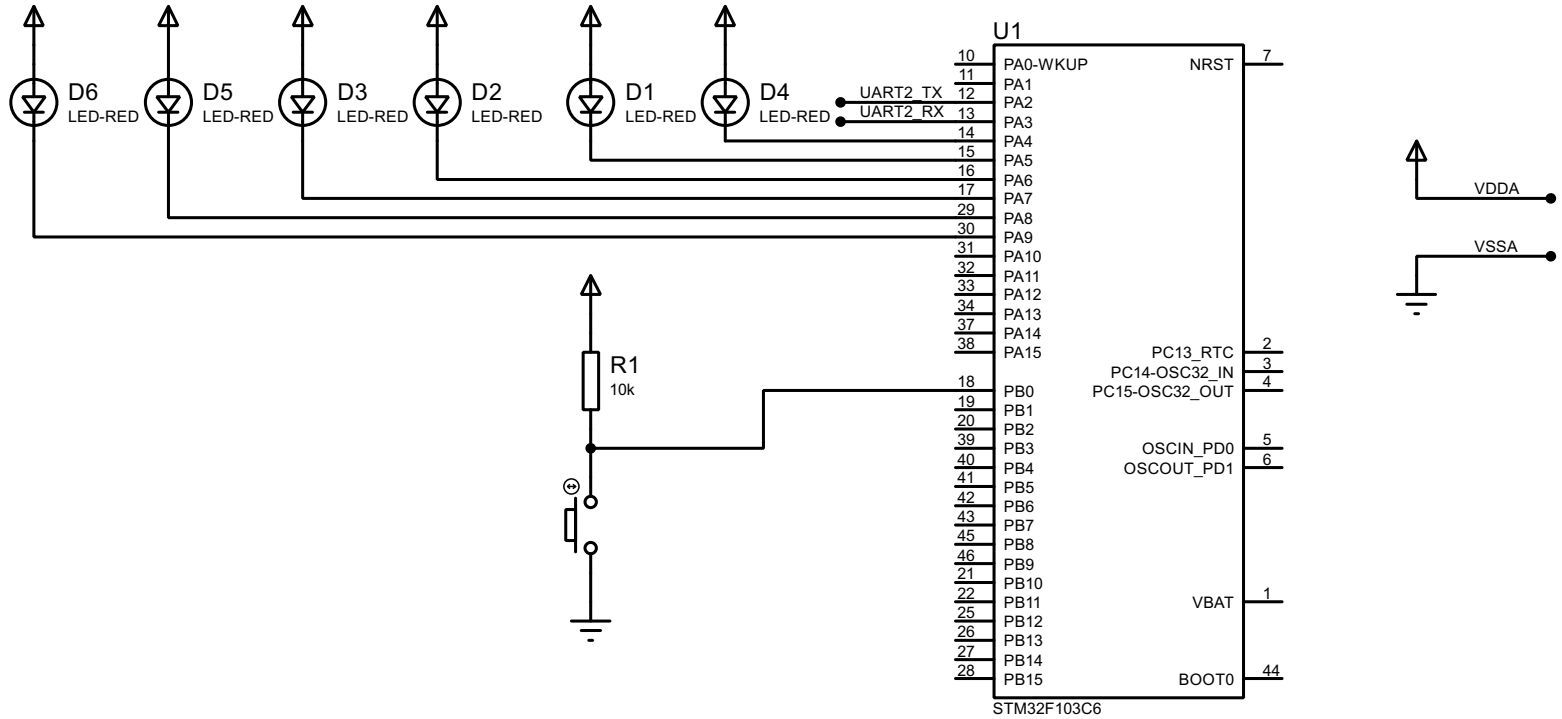 D6
LED-RED
D5
LED-RED
D3
LED-RED
D2
LED-RED
D1
LED-RED
D4
LED-RED
UART2_TX
UART2_RX
U1
10 PA0-WKUP
11 PA1
12 PA2
13 PA3
14 PA4
15 PA5
16 PA6
17 PA7
29 PA8
30 PA9
31 PA10
32 PA11
33 PA12
34 PA13
37 PA14
38 PA15
18 PB0
19 PB1
20 PB2
39 PB3
40 PB4
41 PB5
42 PB6
43 PB7
45 PB8
46 PB9
21 PB10
22 PB11
25 PB12
26 PB13
27 PB14
28 PB15
NRST 7
PC13_RTC 2
PC14-OSC32_IN 3
PC15-OSC32_OUT 4
OSCIN_PD0 5
OSCOUT_PD1 6
VBAT 1
BOOT0 44
STM32F103C6
R1
10k
VDDA
VSSA